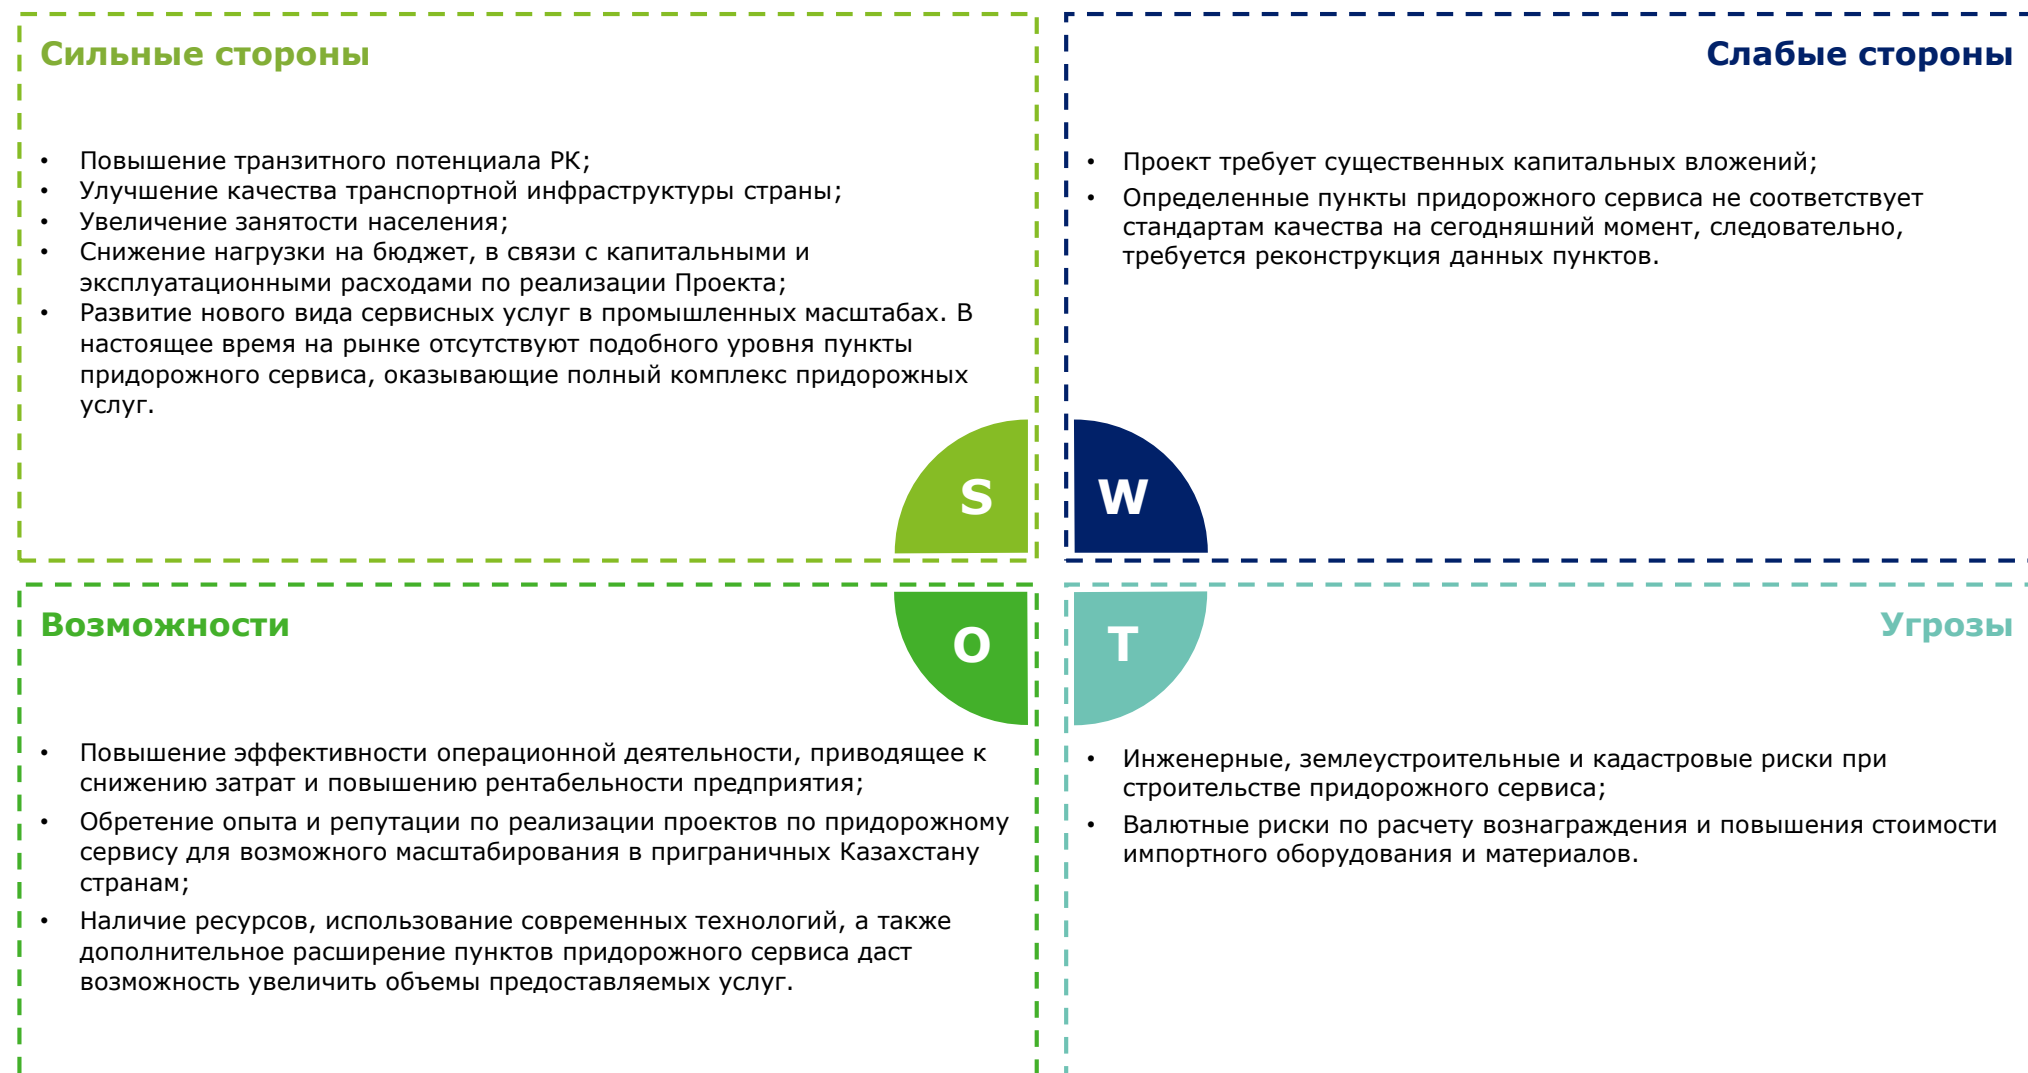 Сильные стороны
• Повышение транзитного потенциала РК;
• Улучшение качества транспортной инфраструктуры страны;
• Увеличение занятости населения;
• Снижение нагрузки на бюджет, в связи с капитальными и
эксплуатационными расходами по реализации Проекта;
• Развитие нового вида сервисных услуг в промышленных масштабах. В
настоящее время на рынке отсутствуют подобного уровня пункты
придорожного сервиса, оказывающие полный комплекс придорожных
услуг.
S
Слабые стороны
• Проект требует существенных капитальных вложений;
• Определенные пункты придорожного сервиса не соответствует
стандартам качества на сегодняшний момент, следовательно,
требуется реконструкция данных пунктов.
W
Возможности
O
• Повышение эффективности операционной деятельности, приводящее к
снижению затрат и повышению рентабельности предприятия;
• Обретение опыта и репутации по реализации проектов по придорожному
сервису для возможного масштабирования в приграничных Казахстану
странам;
• Наличие ресурсов, использование современных технологий, а также
дополнительное расширение пунктов придорожного сервиса даст
возможность увеличить объемы предоставляемых услуг.
T
Угрозы
• Инженерные, землеустроительные и кадастровые риски при
строительстве придорожного сервиса;
• Валютные риски по расчету вознаграждения и повышения стоимости
импортного оборудования и материалов.